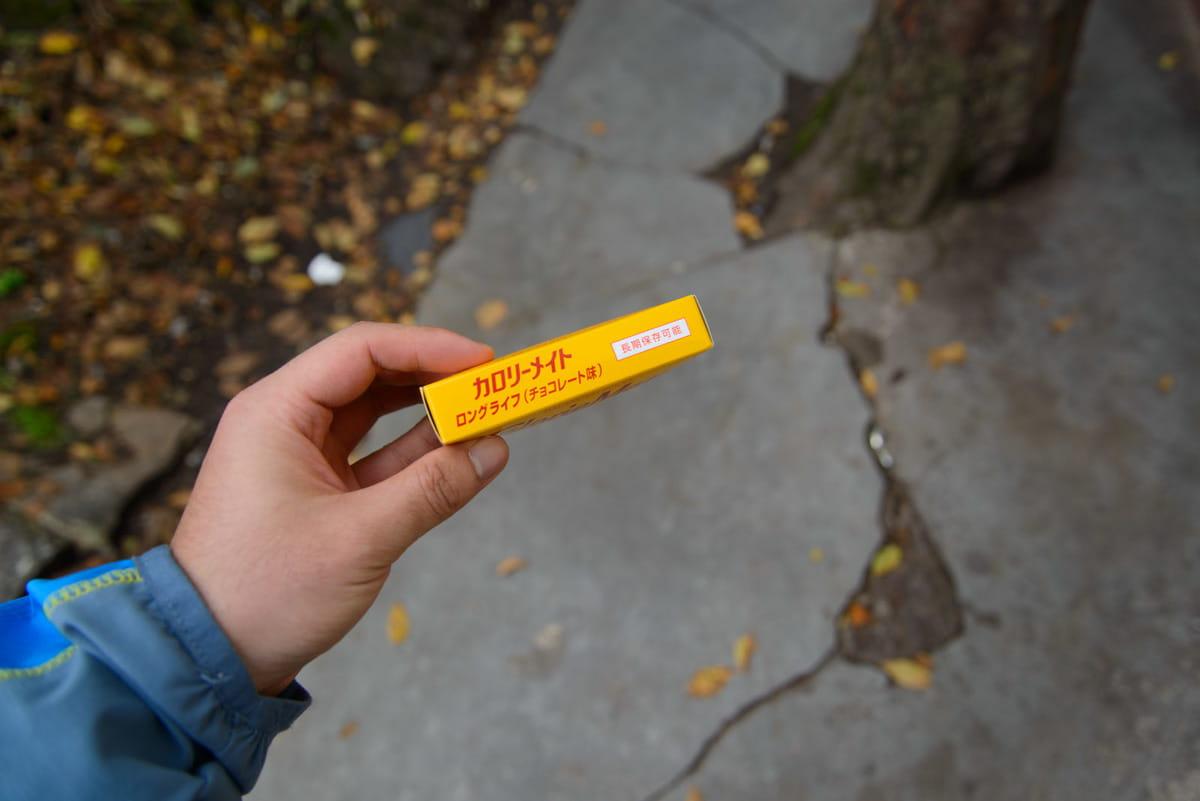 カロリーメイト
ロングライフ（チョコレート味）
長期保存可能